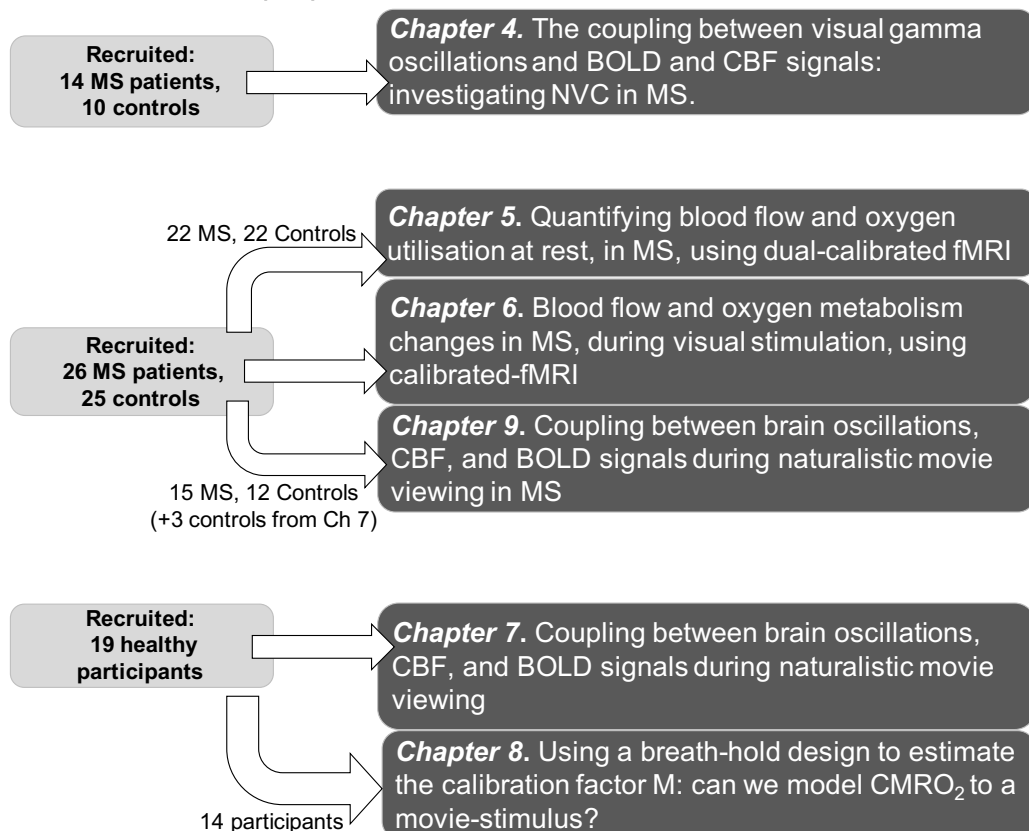 Recruited:
14 MS patients,
10 controls
Chapter 4. The coupling between visual gamma
oscillations and BOLD and CBF signals:
investigating NVC in MS.
22 MS, 22 Controls
Chapter 5. Quantifying blood flow and oxygen
utilisation at rest, in MS, using dual-calibrated fMRI
Recruited:
26 MS patients,
25 controls
Chapter 6. Blood flow and oxygen metabolism
changes in MS, during visual stimulation, using
calibrated-fMRI
15 MS, 12 Controls
(+3 controls from Ch 7)
Chapter 9. Coupling between brain oscillations,
CBF, and BOLD signals during naturalistic movie
viewing in MS
Recruited:
19 healthy
participants
Chapter 7. Coupling between brain oscillations,
CBF, and BOLD signals during naturalistic movie
viewing
14 participants
Chapter 8. Using a breath-hold design to estimate
the calibration factor M: can we model CMRO₂ to a
movie-stimulus?